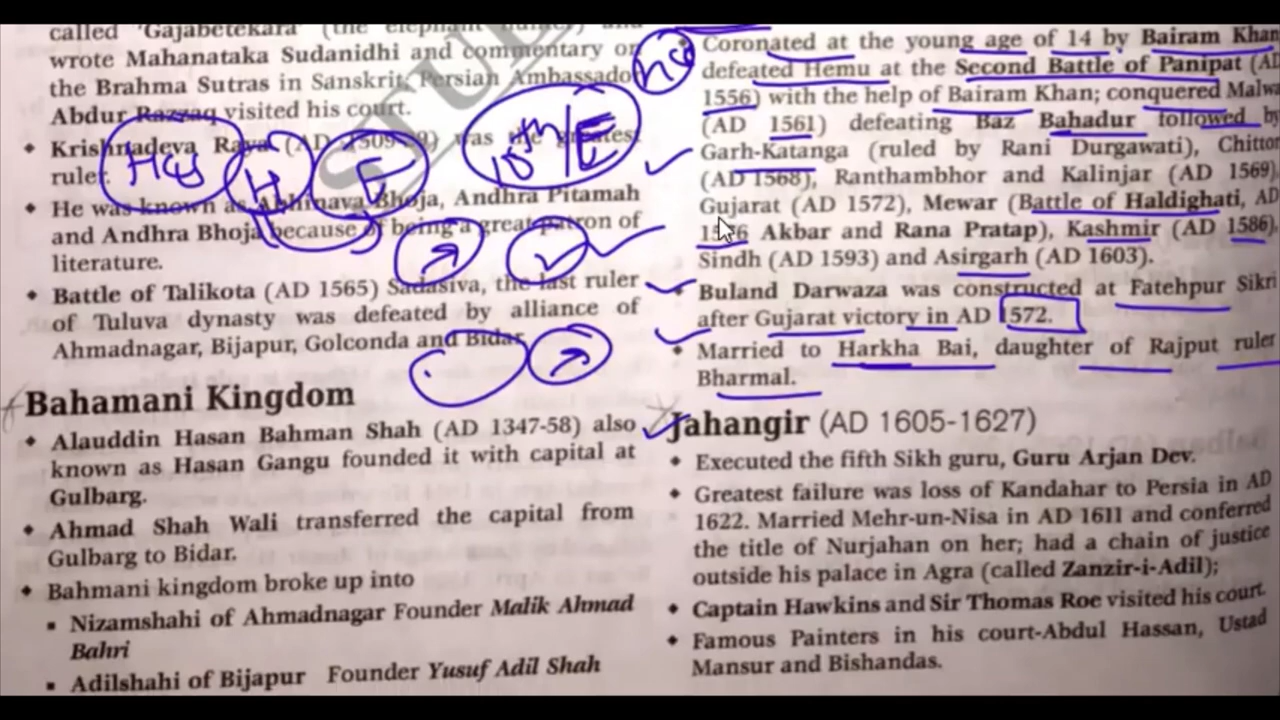 called 'Gajabetekara' (the elephant hunter) and
wrote Mahanataka Sudanidhi and commentary on
the Brahma Sutras in Sanskrit. Persian Ambassador
Abdur Razzaq visited his court.
• Krishnadeva Raya (AD 1509-29) was the greatest
ruler.
• He was known as Abhinava Bhoja, Andhra Pitamah
and Andhra Bhoja because of being a great patron of
literature.
• Battle of Talikota (AD 1565) Sadasiva, the last ruler
of Tuluva dynasty was defeated by alliance of
Ahmadnagar, Bijapur, Golconda and Bidar
Bahamani Kingdom
• Alauddin Hasan Bahman Shah (AD 1347-58) also
known as Hasan Gangu founded it with capital at
Gulbarg.
• Ahmad Shah Wali transferred the capital from
Gulbarg to Bidar.
• Bahmani kingdom broke up into
▪ Nizamshahi of Ahmadnagar Founder Malik Ahmad
Bahri
▪ Adilshahi of Bijapur Founder Yusuf Adil Shah
Coronated at the young age of 14 by Bairam Khan
defeated Hemu at the Second Battle of Panipat (AD
1556) with the help of Bairam Khan; conquered Malwa
(AD 1561) defeating Baz Bahadur followed by
Garh-Katanga (ruled by Rani Durgawati), Chittor
(AD 1568), Ranthambhor and Kalinjar (AD 1569),
Gujarat (AD 1572), Mewar (Battle of Haldighati, AD
1576 Akbar and Rana Pratap), Kashmir (AD 1586),
Sindh (AD 1593) and Asirgarh (AD 1603).
• Buland Darwaza was constructed at Fatehpur Sikri
after Gujarat victory in AD 1572.
• Married to Harkha Bai, daughter of Rajput ruler
Bharmal.
Jahangir (AD 1605-1627)
• Executed the fifth Sikh guru, Guru Arjan Dev.
• Greatest failure was loss of Kandahar to Persia in AD
1622. Married Mehr-un-Nisa in AD 1611 and conferred
the title of Nurjahan on her; had a chain of justice
outside his palace in Agra (called Zanzir-i-Adil);
• Captain Hawkins and Sir Thomas Roe visited his court.
• Famous Painters in his court-Abdul Hassan, Ustad
Mansur and Bishandas.
H
E
10th/E